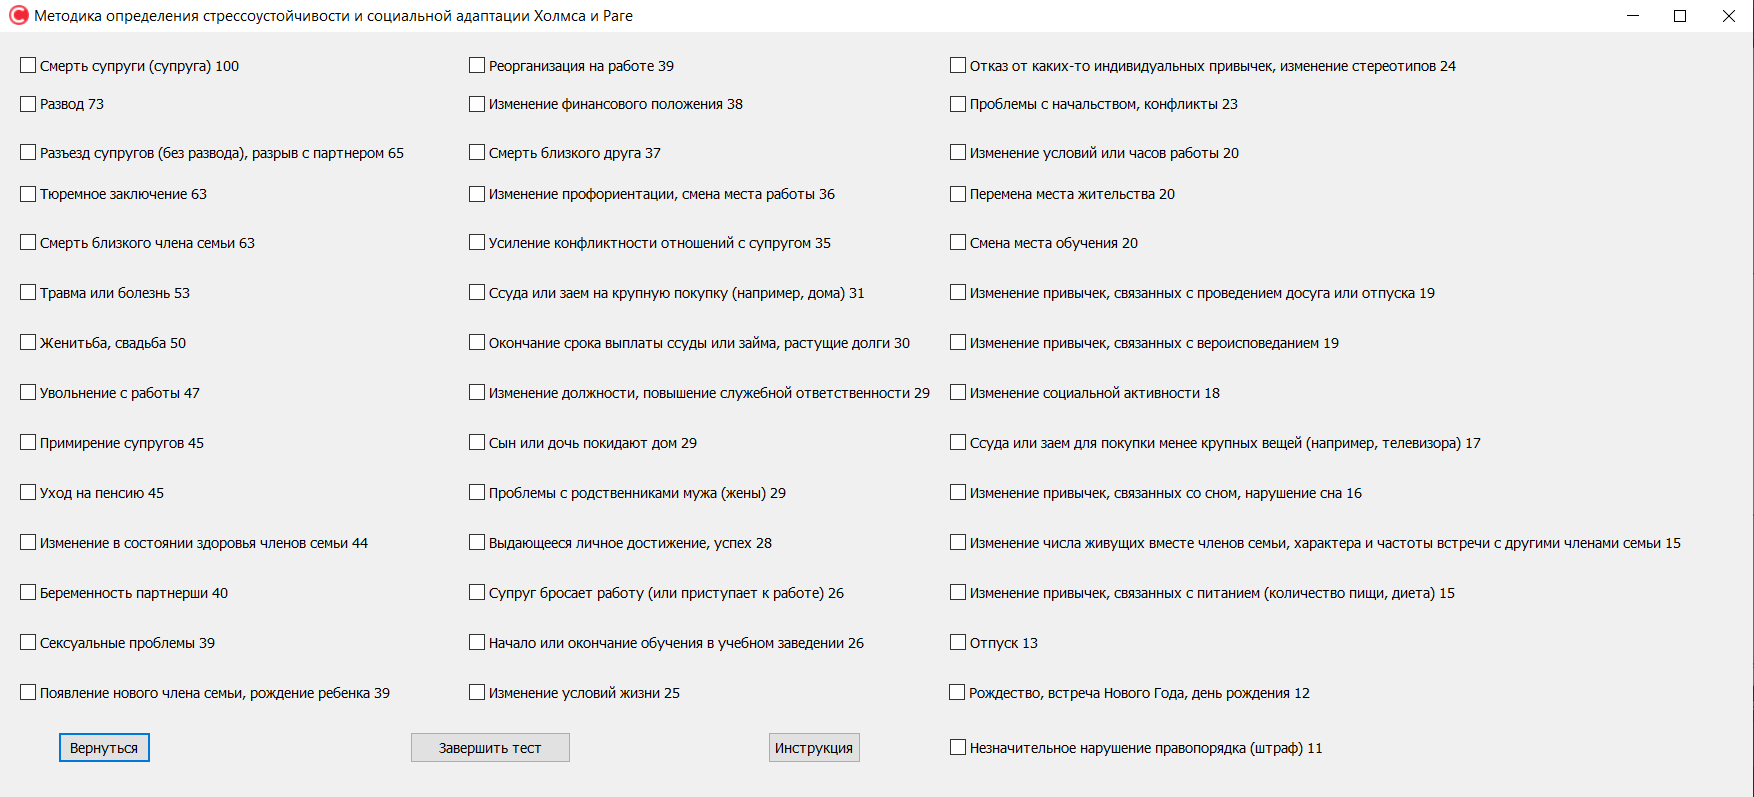 Методика определения стрессоустойчивости и социальной адаптации Холмса и Раге
Смерть супруги (супруга) 100
Развод 73
Разъезд супругов (без развода), разрыв с партнером 65
Тюремное заключение 63
Смерть близкого члена семьи 63
Травма или болезнь 53
Женитьба, свадьба 50
Увольнение с работы 47
Примирение супругов 45
Уход на пенсию 45
Изменение в состоянии здоровья членов семьи 44
Беременность партнерши 40
Сексуальные проблемы 39
Появление нового члена семьи, рождение ребенка 39
Реорганизация на работе 39
Изменение финансового положения 38
Смерть близкого друга 37
Изменение профориентации, смена места работы 36
Усиление конфликтности отношений с супругом 35
Ссуда или заем на крупную покупку (например, дома) 31
Окончание срока выплаты ссуды или займа, растущие долги 30
Изменение должности, повышение служебной ответственности 29
Сын или дочь покидают дом 29
Проблемы с родственниками мужа (жены) 29
Выдающееся личное достижение, успех 28
Супруг бросает работу (или приступает к работе) 26
Начало или окончание обучения в учебном заведении 26
Изменение условий жизни 25
Отказ от каких-то индивидуальных привычек, изменение стереотипов 24
Проблемы с начальством, конфликты 23
Изменение условий или часов работы 20
Перемена места жительства 20
Смена места обучения 20
Изменение привычек, связанных с проведением досуга или отпуска 19
Изменение привычек, связанных с вероисповеданием 19
Изменение социальной активности 18
Ссуда или заем для покупки менее крупных вещей (например, телевизора) 17
Изменение привычек, связанных со сном, нарушение сна 16
Изменение числа живущих вместе членов семьи, характера и частоты встречи с другими членами семьи 15
Изменение привычек, связанных с питанием (количество пищи, диета) 15
Отпуск 13
Рождество, встреча Нового Года, день рождения 12
Незначительное нарушение правопорядка (штраф) 11
Вернуться
Завершить тест
Инструкция